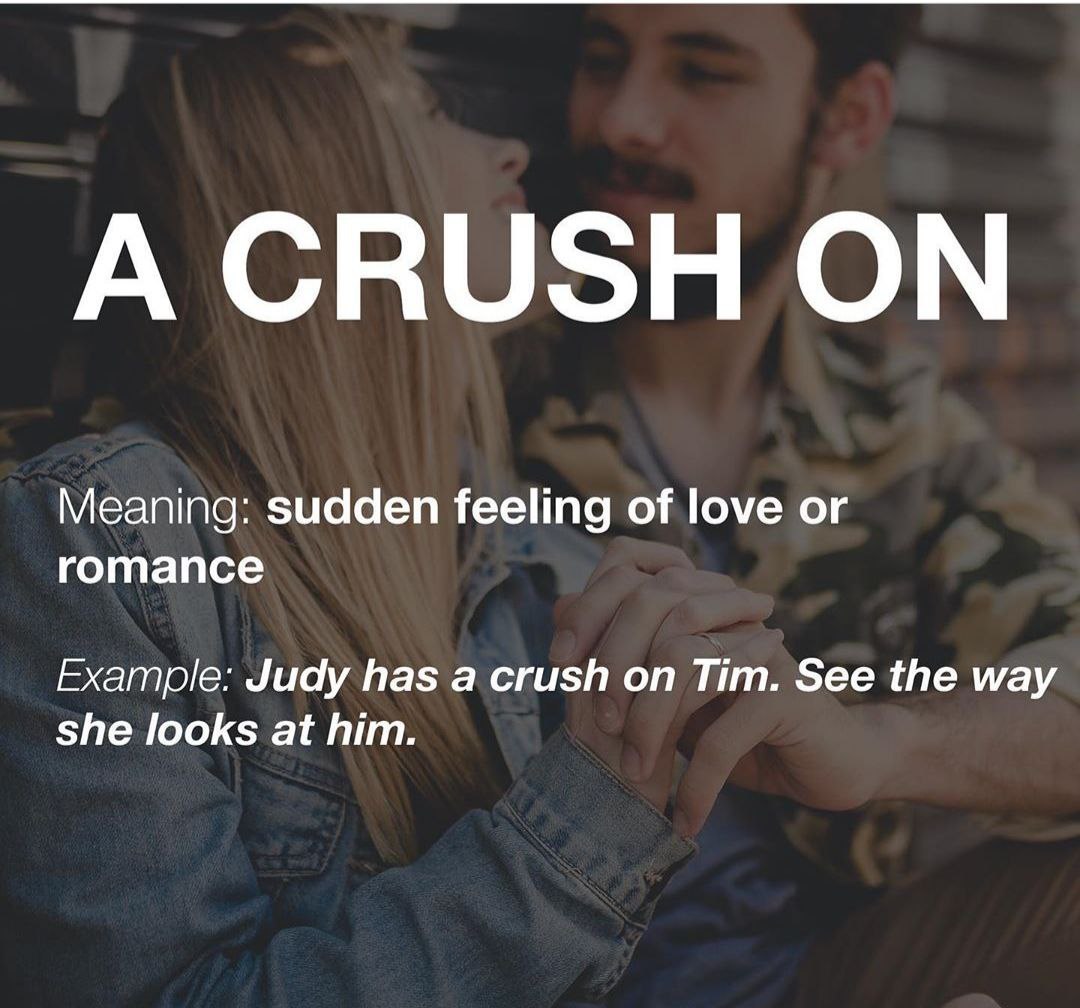 A CRUSH ON
Meaning: sudden feeling of love or
romance
Example: Judy has a crush on Tim. See the way
she looks at him.